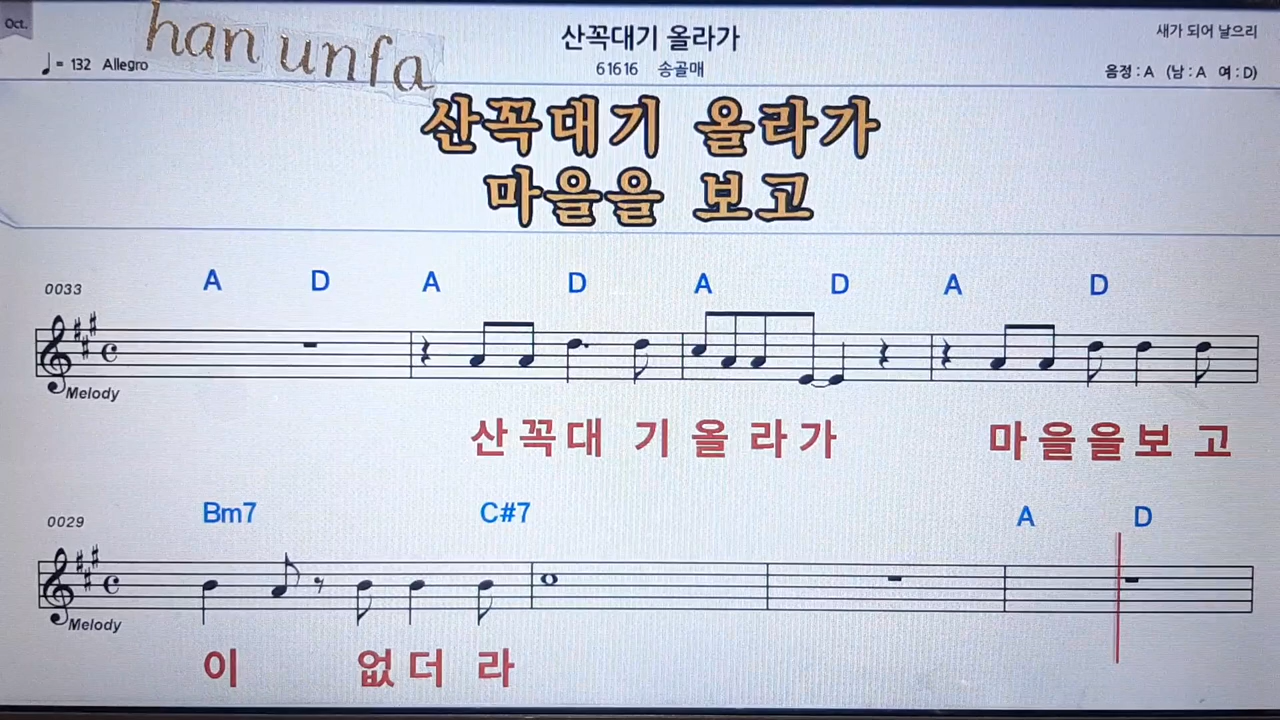 Oct.
han unfa
산꼭대기 올라가
새가 되어 날으리
♩ = 132 Allegro
61616 송골매
음정 : A (남 : A 여 : D)
산꼭대기 올라가
마을을 보고
0033
A D A D A D A D
Melody
산 꼭 대 기 올 라 가 마 을 을 보 고
0029
Bm7 C#7 A D
Melody
이 없 더 라